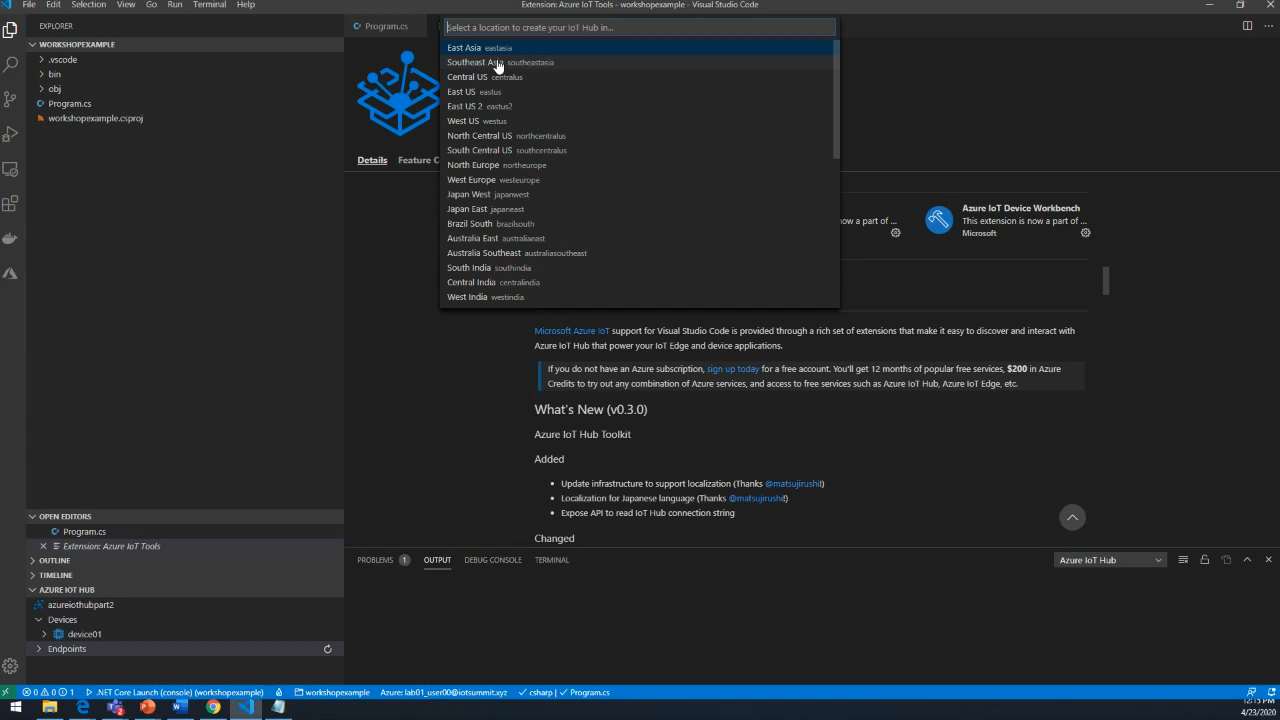 File Edit Selection View Go Run Terminal Help
Extension: Azure IoT Tools - workshopexample - Visual Studio Code
EXPLORER
WORKSHOPEXAMPLE
.vscode
bin
obj
Program.cs
workshopexample.csproj
OPEN EDITORS
Program.cs
Extension: Azure IoT Tools
OUTLINE
TIMELINE
AZURE IOT HUB
azureiothubpart2
Devices
device01
Endpoints
Program.cs
Select a location to create your IoT Hub in...
East Asia eastasia
Southeast Asia southeastasia
Central US centralus
East US eastus
East US 2 eastus2
West US westus
North Central US northcentralus
South Central US southcentralus
North Europe northeurope
West Europe westeurope
Japan West japanwest
Japan East japaneast
Brazil South brazilsouth
Australia East australiaeast
Australia Southeast australiasoutheast
South India southindia
Central India centralindia
West India westindia
Details Feature C
now a part of ...
Azure IoT Device Workbench
This extension is now a part of ...
Microsoft
Microsoft Azure IoT support for Visual Studio Code is provided through a rich set of extensions that make it easy to discover and interact with
Azure IoT Hub that power your IoT Edge and device applications.
If you do not have an Azure subscription, sign up today for a free account. You'll get 12 months of popular free services, $200 in Azure
Credits to try out any combination of Azure services, and access to free services such as Azure IoT Hub, Azure IoT Edge, etc.
What's New (v0.3.0)
Azure IoT Hub Toolkit
Added
Update infrastructure to support localization (Thanks @matsujirushi!)
Localization for Japanese language (Thanks @matsujirushi!)
Expose API to read IoT Hub connection string
Changed
PROBLEMS 1 OUTPUT DEBUG CONSOLE TERMINAL
Azure IoT Hub
0 0 1 .NET Core Launch (console) (workshopexample) workshopexample Azure: lab01_user00@iotsummit.xyz csharp | Program.cs
12:15 PM
4/23/2020